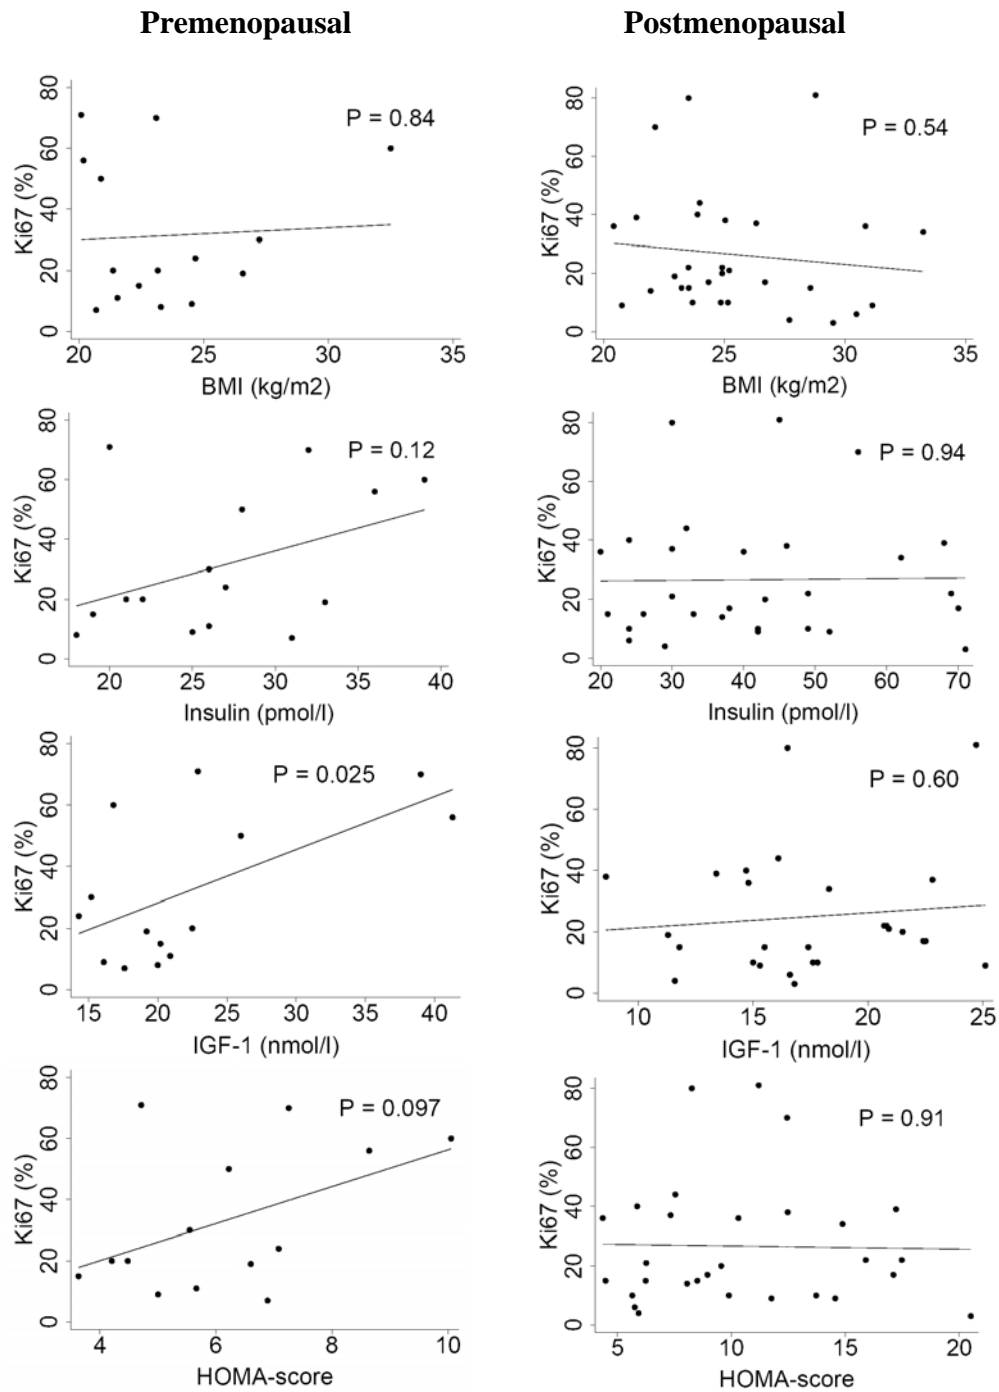 Premenopausal
Postmenopausal
Ki67 (%)
0 20 40 60 80
P = 0.84
20 25 30 35
BMI (kg/m2)
Ki67 (%)
0 20 40 60 80
P = 0.54
20 25 30 35
BMI (kg/m2)
Ki67 (%)
0 20 40 60 80
P = 0.12
20 25 30 35 40
Insulin (pmol/l)
Ki67 (%)
0 20 40 60 80
P = 0.94
20 30 40 50 60 70
Insulin (pmol/l)
Ki67 (%)
0 20 40 60 80
P = 0.025
15 20 25 30 35 40
IGF-1 (nmol/l)
Ki67 (%)
0 20 40 60 80
P = 0.60
10 15 20 25
IGF-1 (nmol/l)
Ki67 (%)
0 20 40 60 80
P = 0.097
4 6 8 10
HOMA-score
Ki67 (%)
0 20 40 60 80
P = 0.91
5 10 15 20
HOMA-score